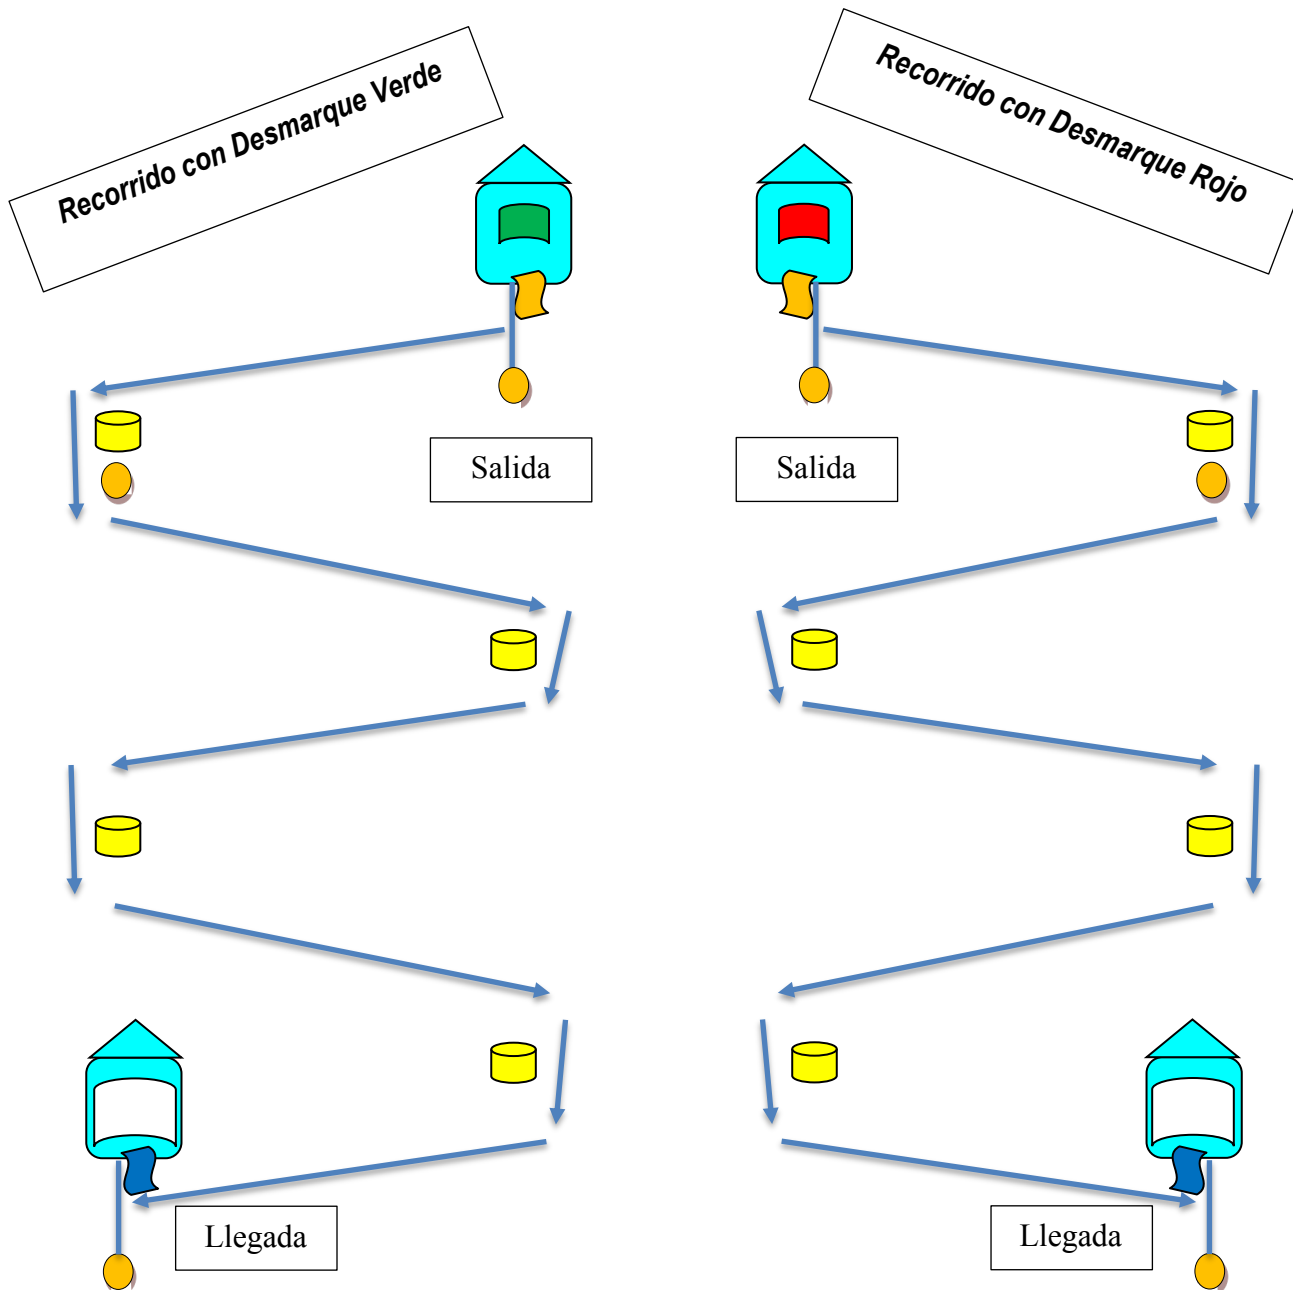 Recorrido con Desmarque Verde
Recorrido con Desmarque Rojo
Salida
Salida
Llegada
Llegada